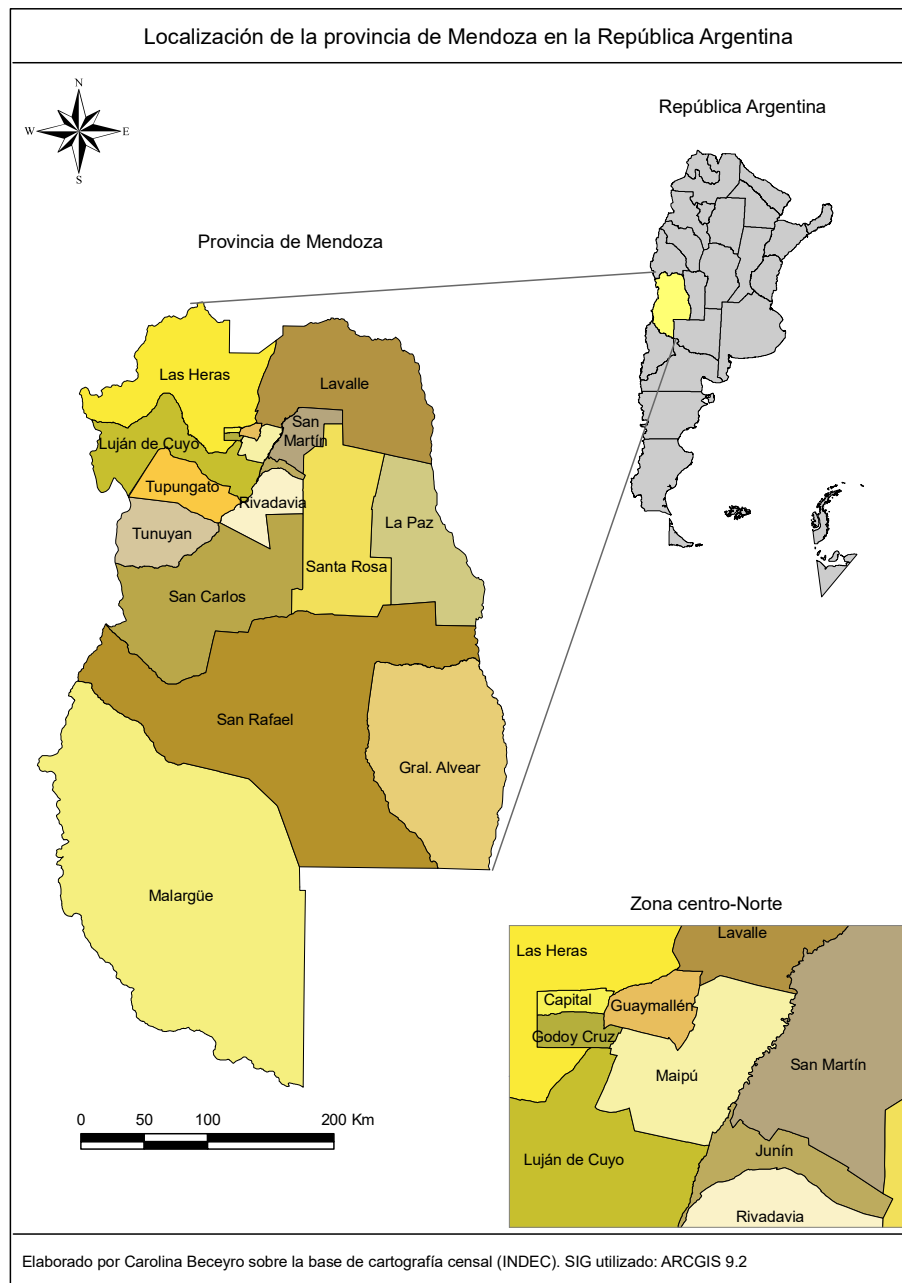 Localización de la provincia de Mendoza en la República Argentina
N
W
E
S
República Argentina
Provincia de Mendoza
Las Heras
Lavalle
San
Martín
Luján de Cuyo
Tupungato
Rivadavia
La Paz
Tunuyan
Santa Rosa
San Carlos
San Rafael
Gral. Alvear
Malargüe
0 50 100 200 Km
Zona centro-Norte
Lavalle
Las Heras
Capital
Guaymallén
Godoy Cruz
San Martín
Maipú
Junín
Luján de Cuyo
Rivadavia
Elaborado por Carolina Beceyro sobre la base de cartografía censal (INDEC). SIG utilizado: ARCGIS 9.2